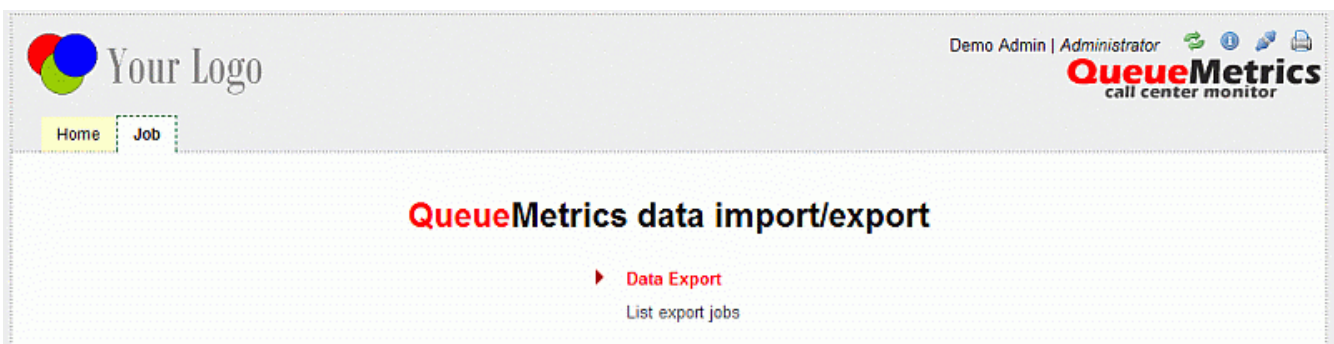 Your Logo
Demo Admin | Administrator
QueueMetrics
call center monitor
Home
Job
QueueMetrics data import/export
Data Export
List export jobs